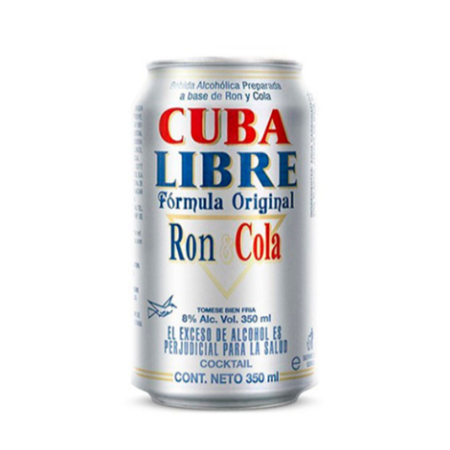 Bebida Alcohólica Preparada
a base de Ron y Cola
CUBA
LIBRE
Fórmula Original
Ron & Cola
TOMESE BIEN FRIA
8% Alc. Vol. 350 ml
EL EXCESO DE ALCOHOL ES
PERJUDICIAL PARA LA SALUD
COCKTAIL
CONT. NETO 350 ml
e